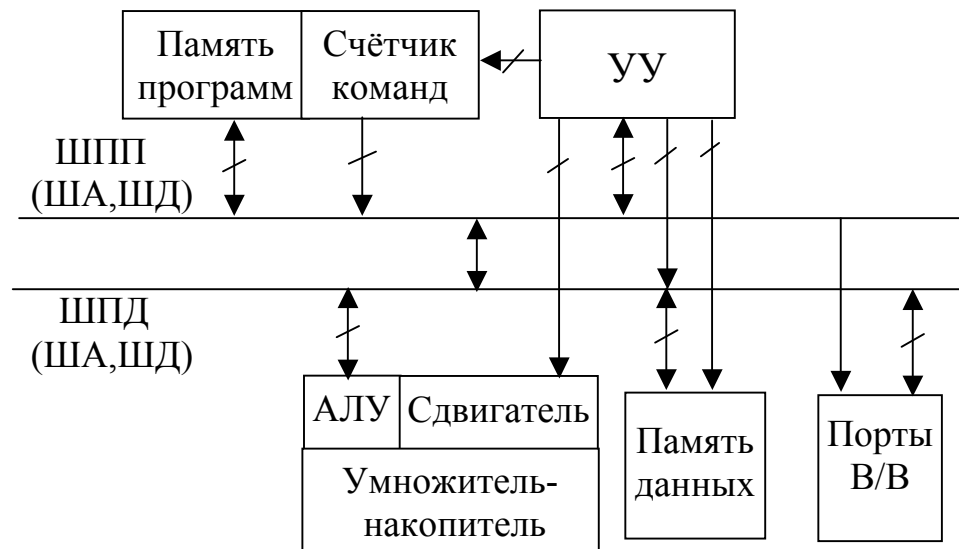 Память
программ
Счётчик
команд
УУ
ШПП
(ША,ШД)
ШПД
(ША,ШД)
АЛУ
Сдвигатель
Умножитель-
накопитель
Память
данных
Порты
В/В